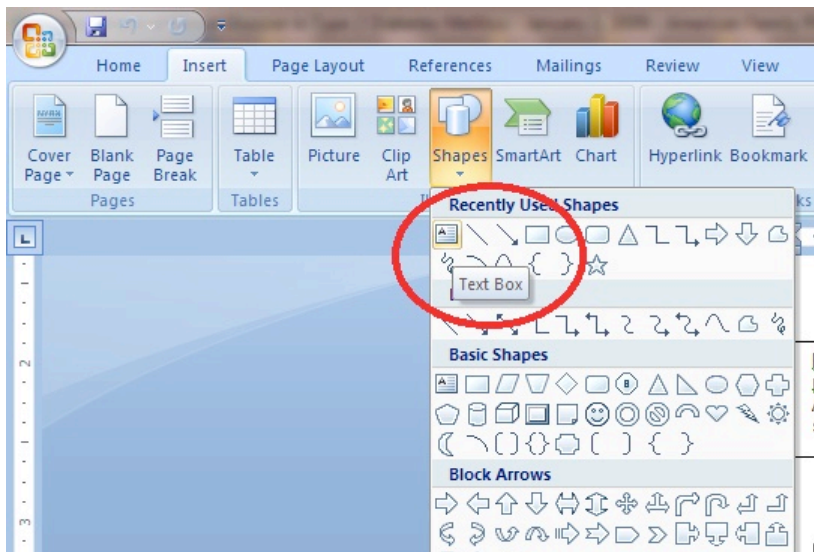 Home Insert Page Layout References Mailings Review View
Cover Page Blank Page Page Break Table Picture Clip Art Shapes SmartArt Chart Hyperlink Bookmark
Pages Tables
Recently Used Shapes
Text Box
Basic Shapes
Block Arrows